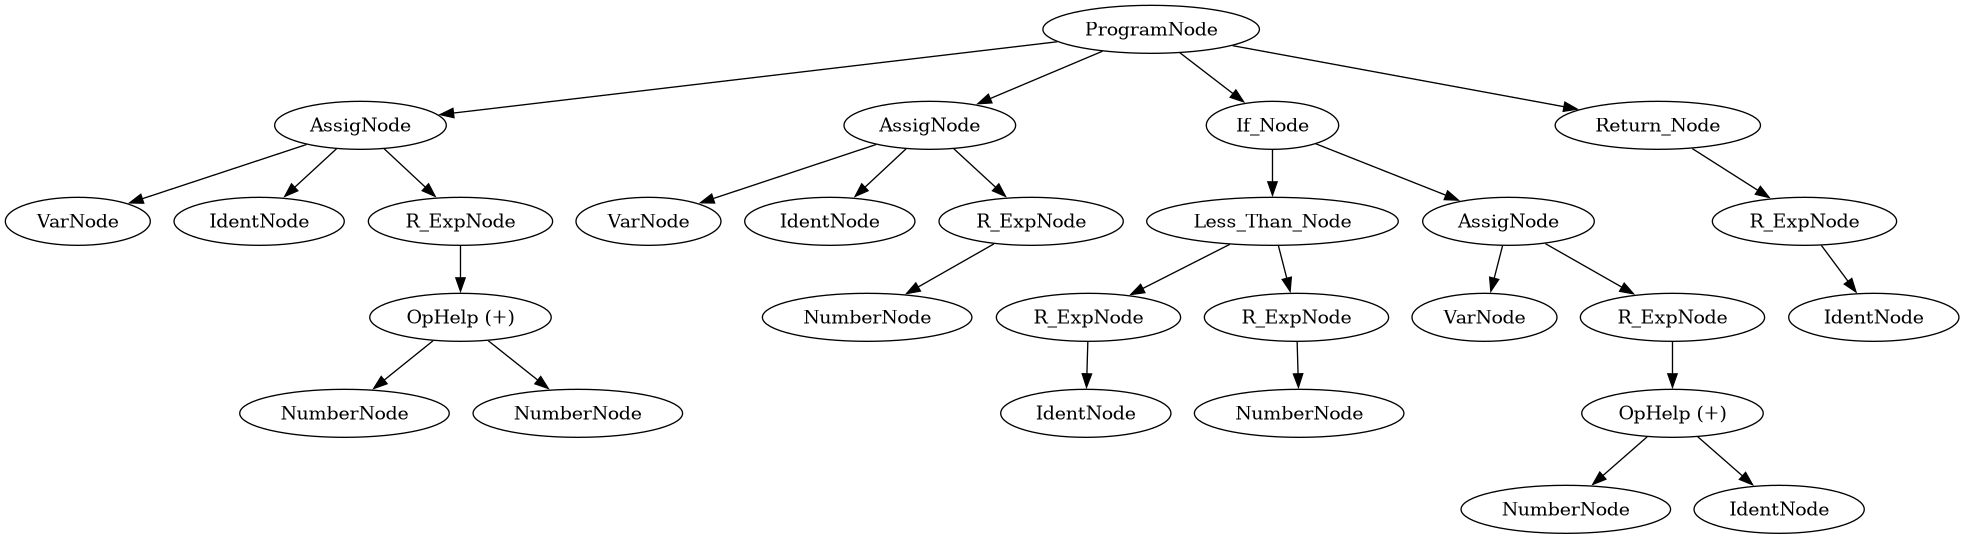 ProgramNode
AssigNode AssigNode If_Node Return_Node
VarNode IdentNode R_ExpNode VarNode IdentNode R_ExpNode Less_Than_Node AssigNode R_ExpNode
OpHelp (+) NumberNode R_ExpNode R_ExpNode VarNode R_ExpNode IdentNode
NumberNode NumberNode IdentNode NumberNode OpHelp (+)
NumberNode IdentNode